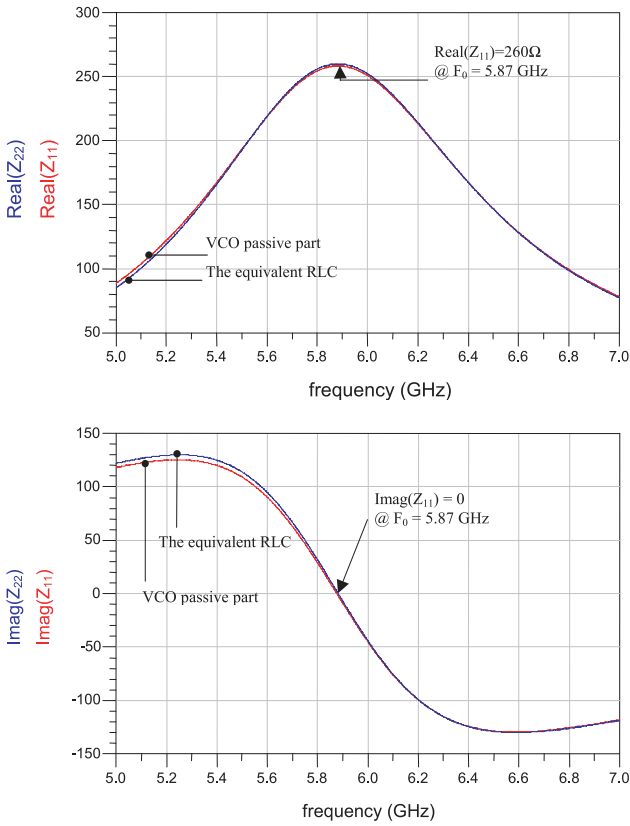 300
250
200
150
100
50
Real(Z22)
Real(Z11)
Real(Z11)=260Ω
@ F0 = 5.87 GHz
VCO passive part
The equivalent RLC
5.0 5.2 5.4 5.6 5.8 6.0 6.2 6.4 6.6 6.8 7.0
frequency (GHz)
150
100
50
0
-50
-100
-150
Imag(Z22)
Imag(Z11)
Imag(Z11) = 0
@ F0 = 5.87 GHz
The equivalent RLC
VCO passive part
5.0 5.2 5.4 5.6 5.8 6.0 6.2 6.4 6.6 6.8 7.0
frequency (GHz)